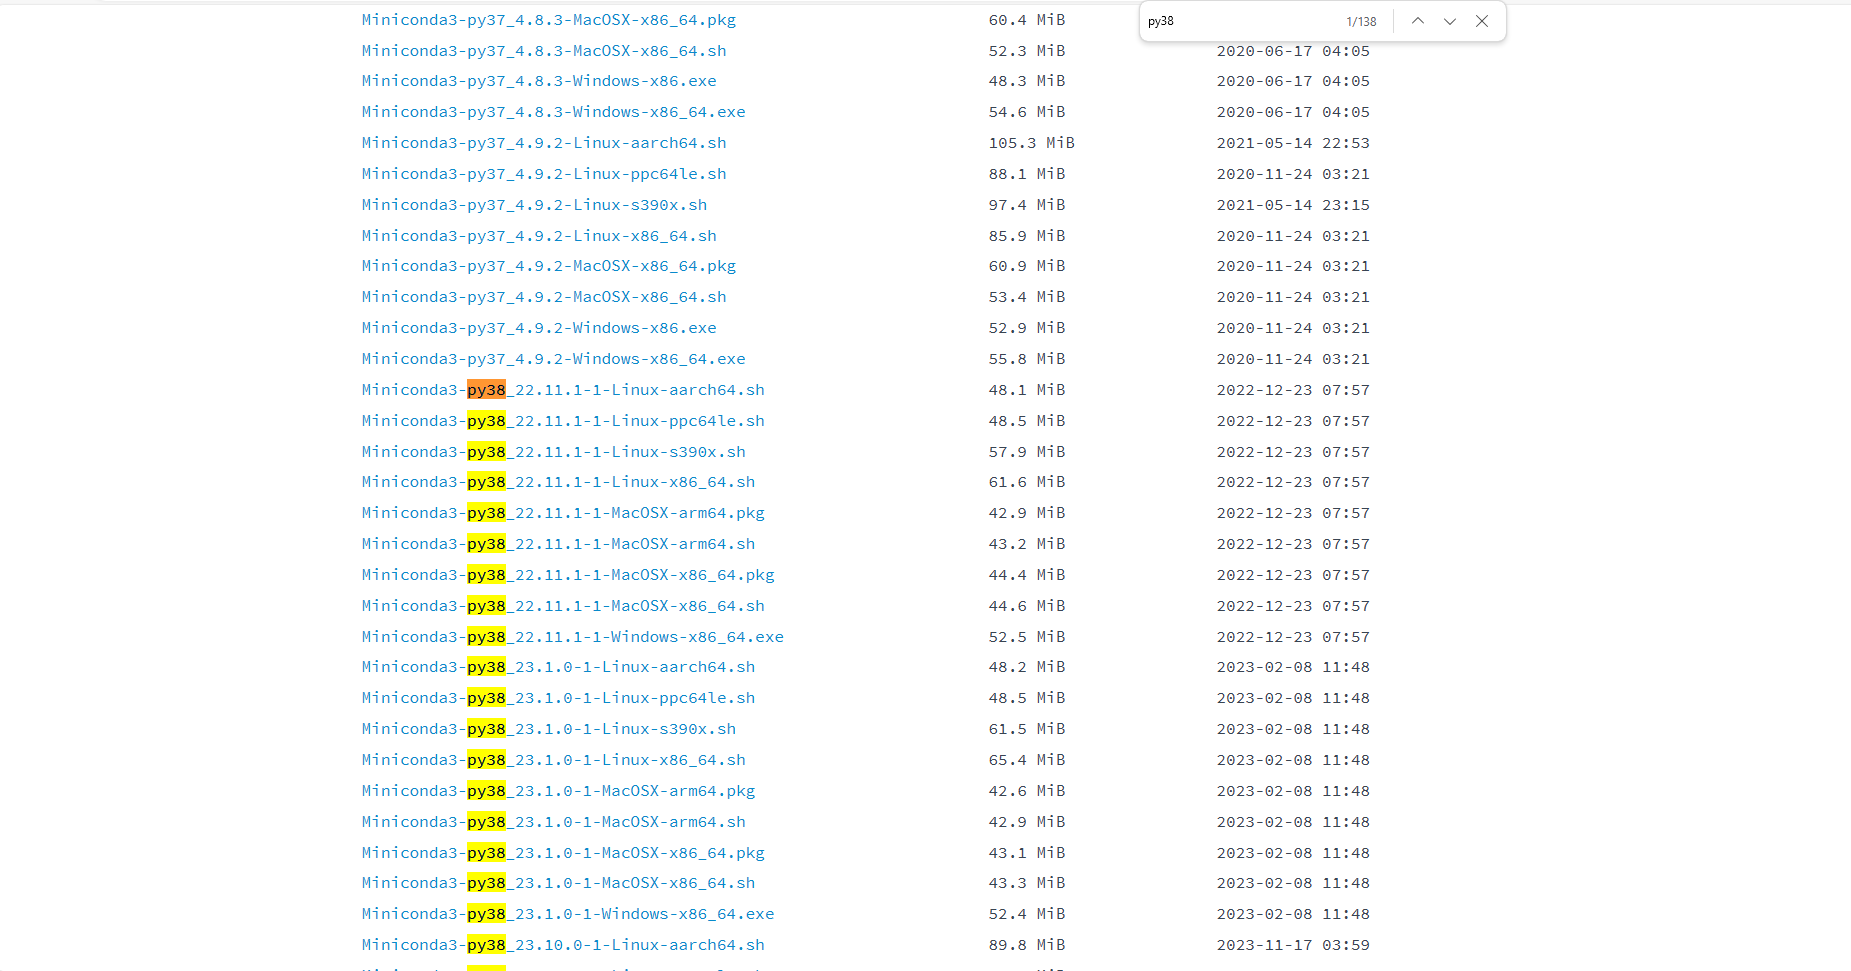 py38 1/138
Miniconda3-py37_4.8.3-MacOSX-x86_64.pkg 60.4 MiB
Miniconda3-py37_4.8.3-MacOSX-x86_64.sh 52.3 MiB 2020-06-17 04:05
Miniconda3-py37_4.8.3-Windows-x86.exe 48.3 MiB 2020-06-17 04:05
Miniconda3-py37_4.8.3-Windows-x86_64.exe 54.6 MiB 2020-06-17 04:05
Miniconda3-py37_4.9.2-Linux-aarch64.sh 105.3 MiB 2021-05-14 22:53
Miniconda3-py37_4.9.2-Linux-ppc64le.sh 88.1 MiB 2020-11-24 03:21
Miniconda3-py37_4.9.2-Linux-s390x.sh 97.4 MiB 2021-05-14 23:15
Miniconda3-py37_4.9.2-Linux-x86_64.sh 85.9 MiB 2020-11-24 03:21
Miniconda3-py37_4.9.2-MacOSX-x86_64.pkg 60.9 MiB 2020-11-24 03:21
Miniconda3-py37_4.9.2-MacOSX-x86_64.sh 53.4 MiB 2020-11-24 03:21
Miniconda3-py37_4.9.2-Windows-x86.exe 52.9 MiB 2020-11-24 03:21
Miniconda3-py37_4.9.2-Windows-x86_64.exe 55.8 MiB 2020-11-24 03:21
Miniconda3-py38_22.11.1-1-Linux-aarch64.sh 48.1 MiB 2022-12-23 07:57
Miniconda3-py38_22.11.1-1-Linux-ppc64le.sh 48.5 MiB 2022-12-23 07:57
Miniconda3-py38_22.11.1-1-Linux-s390x.sh 57.9 MiB 2022-12-23 07:57
Miniconda3-py38_22.11.1-1-Linux-x86_64.sh 61.6 MiB 2022-12-23 07:57
Miniconda3-py38_22.11.1-1-MacOSX-arm64.pkg 42.9 MiB 2022-12-23 07:57
Miniconda3-py38_22.11.1-1-MacOSX-arm64.sh 43.2 MiB 2022-12-23 07:57
Miniconda3-py38_22.11.1-1-MacOSX-x86_64.pkg 44.4 MiB 2022-12-23 07:57
Miniconda3-py38_22.11.1-1-MacOSX-x86_64.sh 44.6 MiB 2022-12-23 07:57
Miniconda3-py38_22.11.1-1-Windows-x86_64.exe 52.5 MiB 2022-12-23 07:57
Miniconda3-py38_23.1.0-1-Linux-aarch64.sh 48.2 MiB 2023-02-08 11:48
Miniconda3-py38_23.1.0-1-Linux-ppc64le.sh 48.5 MiB 2023-02-08 11:48
Miniconda3-py38_23.1.0-1-Linux-s390x.sh 61.5 MiB 2023-02-08 11:48
Miniconda3-py38_23.1.0-1-Linux-x86_64.sh 65.4 MiB 2023-02-08 11:48
Miniconda3-py38_23.1.0-1-MacOSX-arm64.pkg 42.6 MiB 2023-02-08 11:48
Miniconda3-py38_23.1.0-1-MacOSX-arm64.sh 42.9 MiB 2023-02-08 11:48
Miniconda3-py38_23.1.0-1-MacOSX-x86_64.pkg 43.1 MiB 2023-02-08 11:48
Miniconda3-py38_23.1.0-1-MacOSX-x86_64.sh 43.3 MiB 2023-02-08 11:48
Miniconda3-py38_23.1.0-1-Windows-x86_64.exe 52.4 MiB 2023-02-08 11:48
Miniconda3-py38_23.10.0-1-Linux-aarch64.sh 89.8 MiB 2023-11-17 03:59